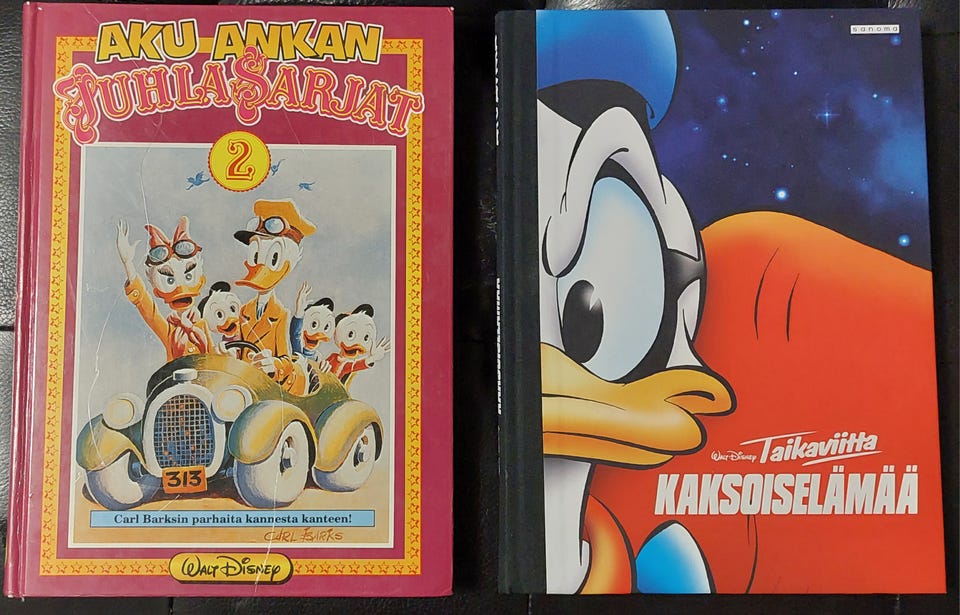 AKU ANKAN
JUHLASARJAT
2
313
Carl Barksin parhaita kannesta kanteen!
CARL BARKS
WALT DISNEY
sanoma
WALT DISNEY Taikaviitta
KAKSOISELÄMÄÄ